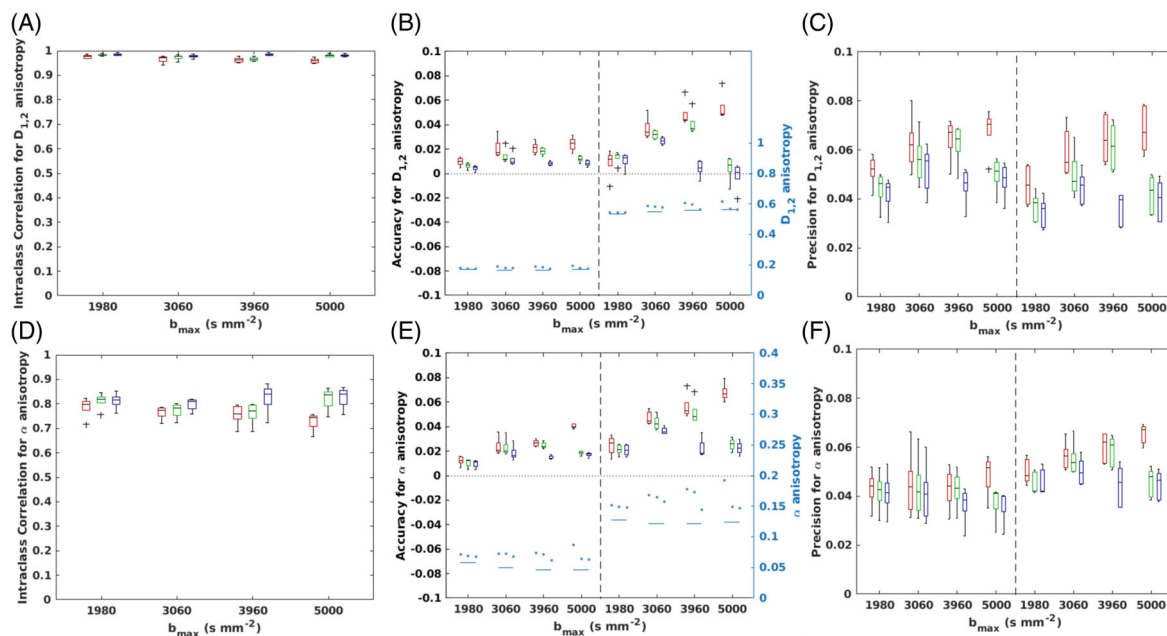 (A)
Intraclass Correlation for D1,2 anisotropy
1
0.9
0.8
0.7
0.6
0.5
0.4
0.3
0.2
0.1
0
1980 3060 3960 5000
bmax (s mm-2)
(B)
Accuracy for D1,2 anisotropy
0.1
0.08
0.06
0.04
0.02
0
-0.02
-0.04
-0.06
-0.08
-0.1
1980 3060 3960 5000 1980 3060 3960 5000
bmax (s mm-2)
1
0.8
0.6
0.4
0.2
0
D1,2 anisotropy
(C)
Precision for D1,2 anisotropy
0.1
0.08
0.06
0.04
0.02
0
1980 3060 3960 5000 1980 3060 3960 5000
bmax (s mm-2)
(D)
Intraclass Correlation for α anisotropy
1
0.9
0.8
0.7
0.6
0.5
0.4
0.3
0.2
0.1
0
1980 3060 3960 5000
bmax (s mm-2)
(E)
Accuracy for α anisotropy
0.1
0.08
0.06
0.04
0.02
0
-0.02
-0.04
-0.06
-0.08
-0.1
1980 3060 3960 5000 1980 3060 3960 5000
bmax (s mm-2)
0.4
0.35
0.3
0.25
0.2
0.15
0.1
0.05
0
α anisotropy
(F)
Precision for α anisotropy
0.1
0.08
0.06
0.04
0.02
0
1980 3060 3960 5000 1980 3060 3960 5000
bmax (s mm-2)